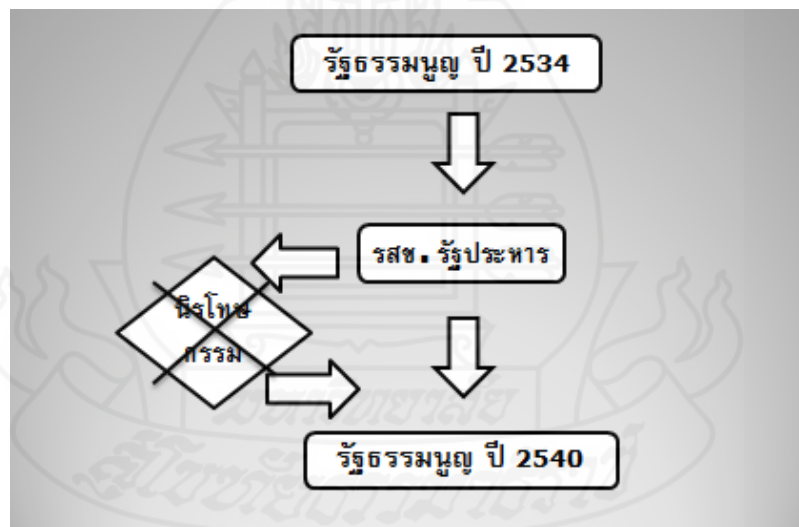 รัฐธรรมนูญ ปี 2534
รสช. รัฐประหาร
นิรโทษ
กรรม
รัฐธรรมนูญ ปี 2540